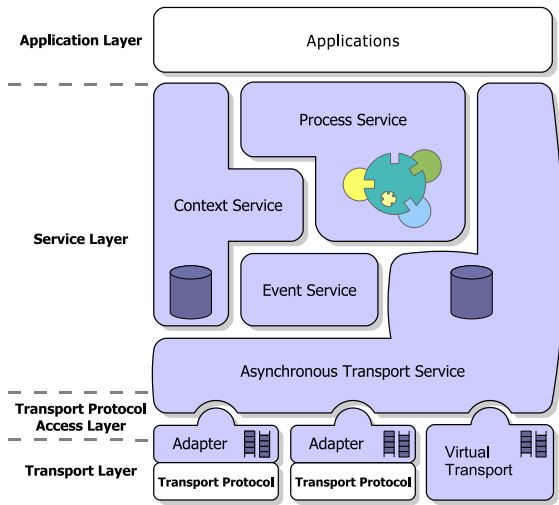 Application Layer
Applications
Service Layer
Process Service
Context Service
Event Service
Asynchronous Transport Service
Transport Protocol
Access Layer
Adapter
Adapter
Virtual
Transport
Transport Layer
Transport Protocol
Transport Protocol